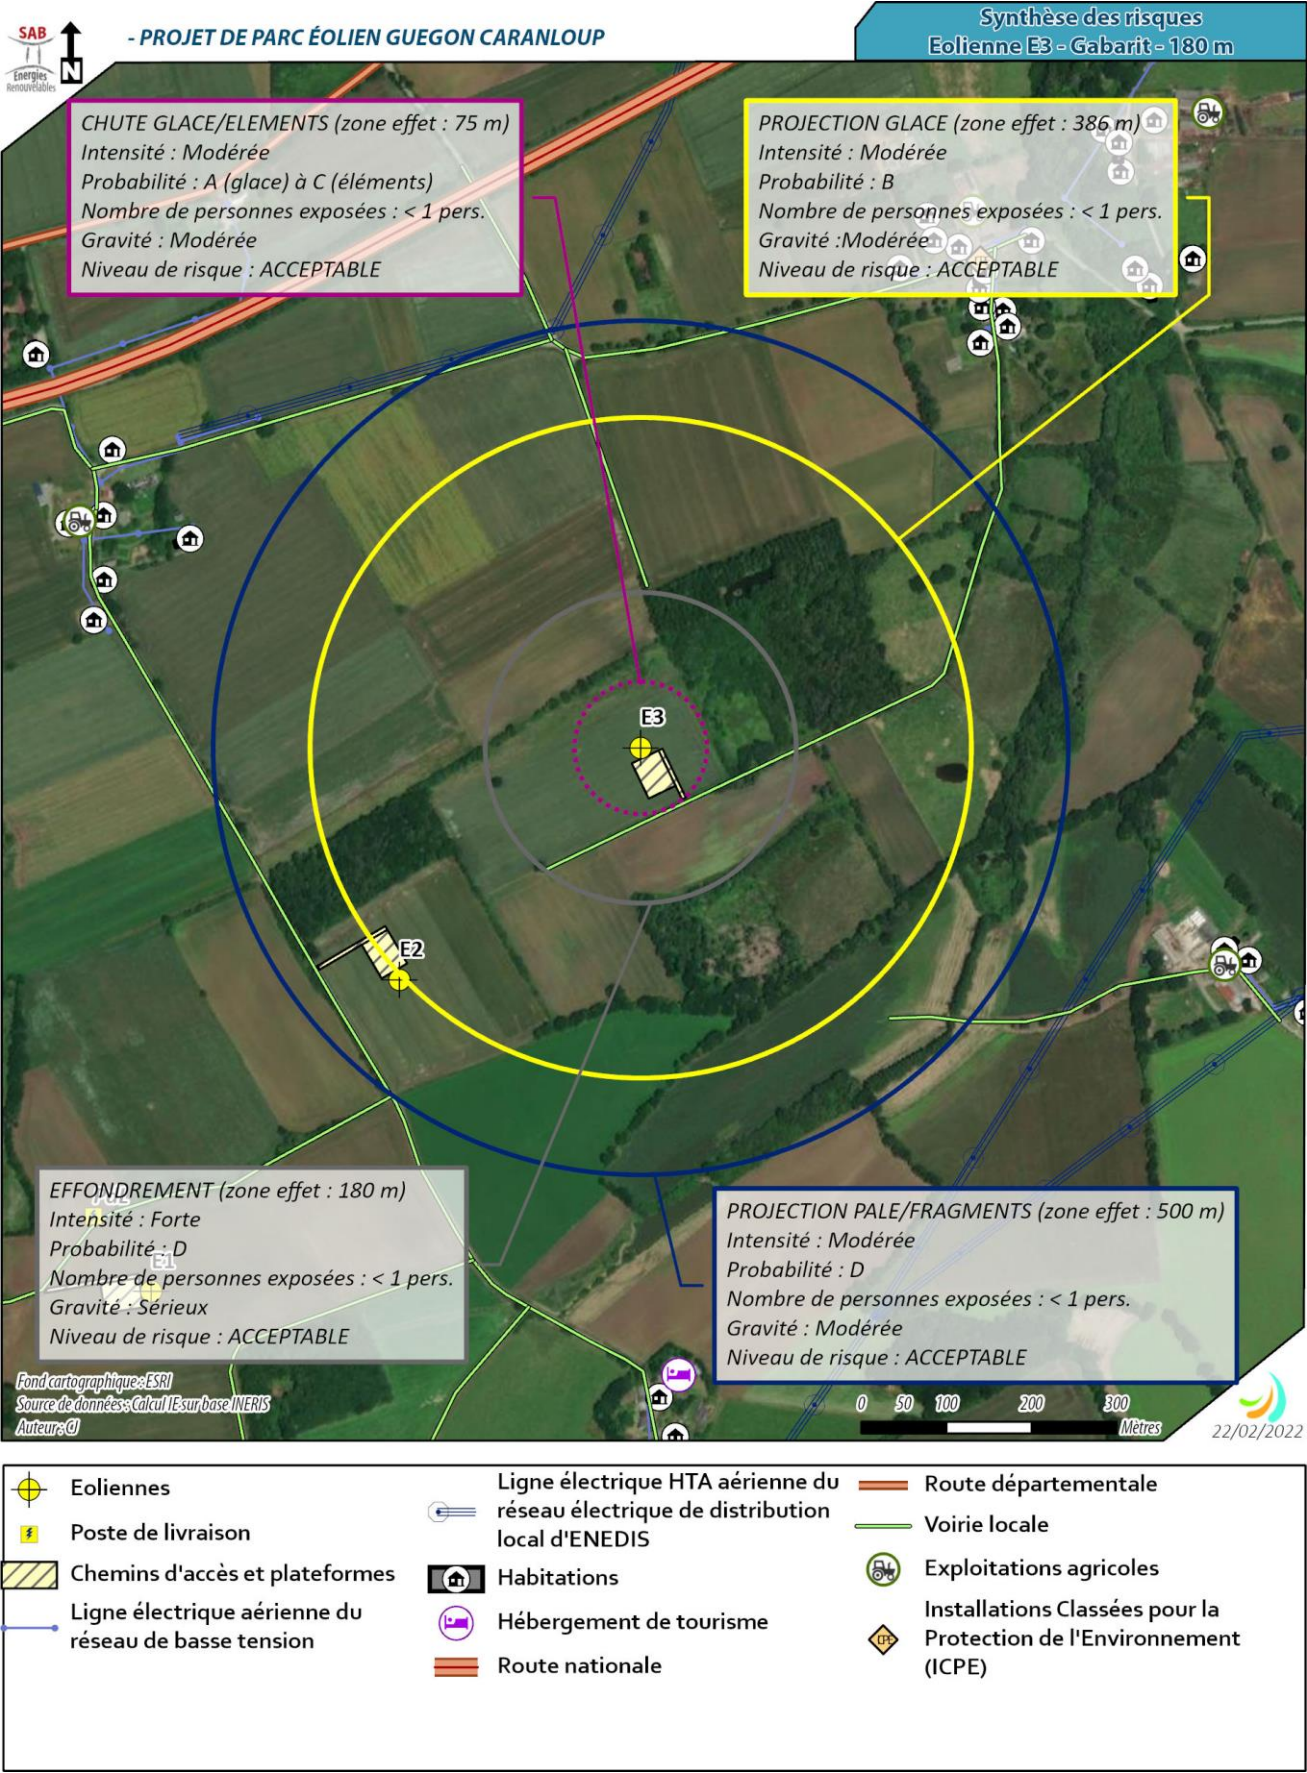 SAB
Energies
Renouvelables
N
- PROJET DE PARC ÉOLIEN GUEGON CARANLOUP
Synthèse des risques
Eolienne E3 - Gabarit - 180 m
CHUTE GLACE/ELEMENTS (zone effet : 75 m)
Intensité : Modérée
Probabilité : A (glace) à C (éléments)
Nombre de personnes exposées : < 1 pers.
Gravité : Modérée
Niveau de risque : ACCEPTABLE
PROJECTION GLACE (zone effet : 386 m)
Intensité : Modérée
Probabilité : B
Nombre de personnes exposées : < 1 pers.
Gravité :Modérée
Niveau de risque : ACCEPTABLE
E3
E2
EFFONDREMENT (zone effet : 180 m)
Intensité : Forte
Probabilité : D
E1
Nombre de personnes exposées : < 1 pers.
Gravité : Sérieux
Niveau de risque : ACCEPTABLE
PROJECTION PALE/FRAGMENTS (zone effet : 500 m)
Intensité : Modérée
Probabilité : D
Nombre de personnes exposées : < 1 pers.
Gravité : Modérée
Niveau de risque : ACCEPTABLE
Fond cartographique : ESRI
Source de données : Calcul IE sur base INERIS
Auteur : CJ
0 50 100 200 300
Mètres
22/02/2022
Eoliennes
Poste de livraison
Chemins d'accès et plateformes
Ligne électrique aérienne du
réseau de basse tension
Ligne électrique HTA aérienne du
réseau électrique de distribution
local d'ENEDIS
Habitations
Hébergement de tourisme
Route nationale
Route départementale
Voirie locale
Exploitations agricoles
Installations Classées pour la
Protection de l'Environnement
(ICPE)